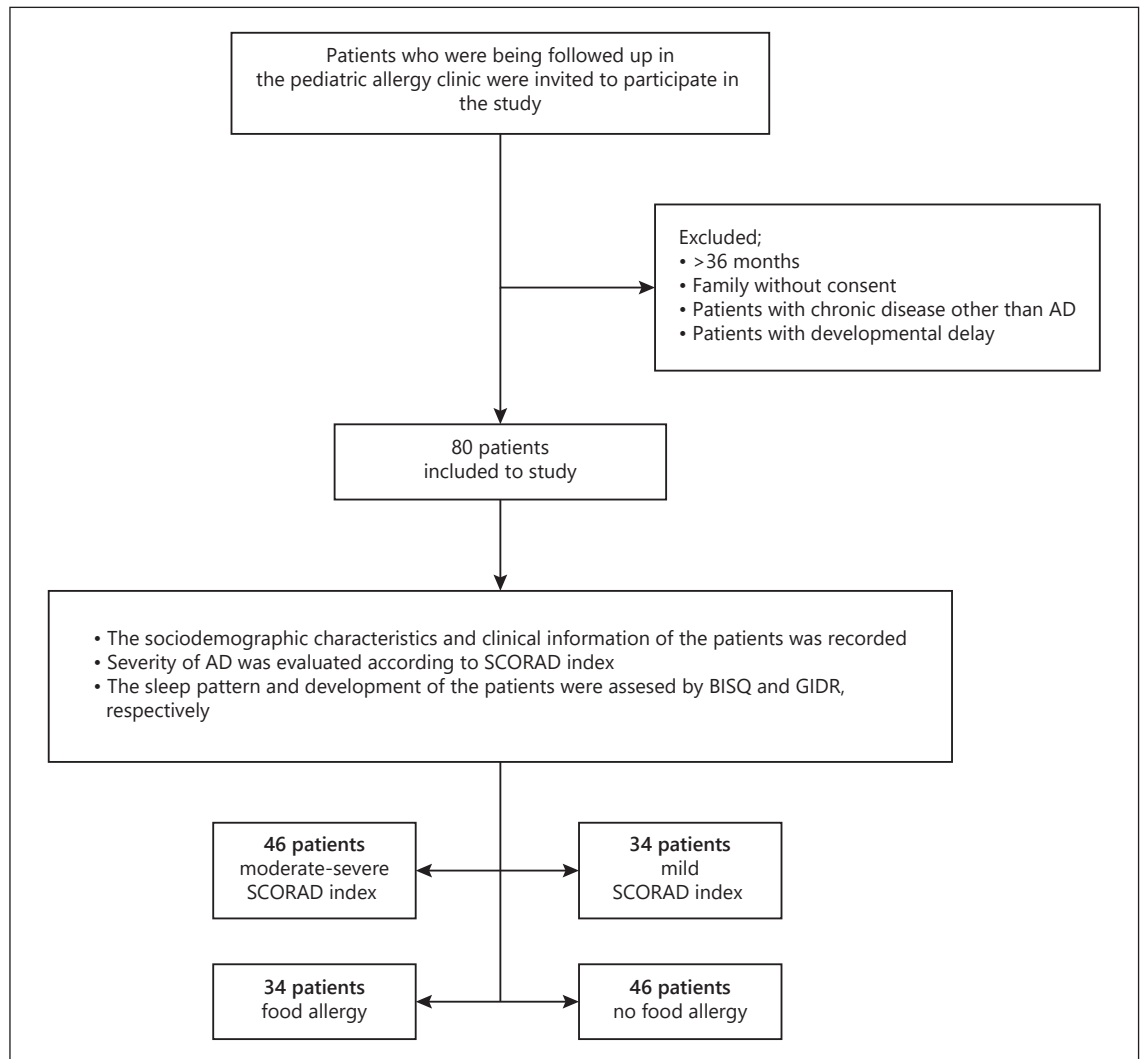 Patients who were being followed up in
the pediatric allergy clinic were invited to participate in
the study
Excluded;
• >36 months
• Family without consent
• Patients with chronic disease other than AD
• Patients with developmental delay
80 patients
included to study
• The sociodemographic characteristics and clinical information of the patients was recorded
• Severity of AD was evaluated according to SCORAD index
• The sleep pattern and development of the patients were assesed by BISQ and GIDR,
respectively
46 patients
moderate-severe
SCORAD index
34 patients
mild
SCORAD index
34 patients
food allergy
46 patients
no food allergy